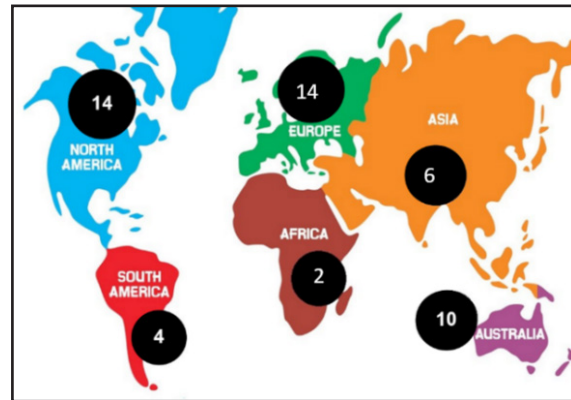 14
NORTH
AMERICA
14
EUROPE
ASIA
6
AFRICA
2
SOUTH
AMERICA
4
10
AUSTRALIA